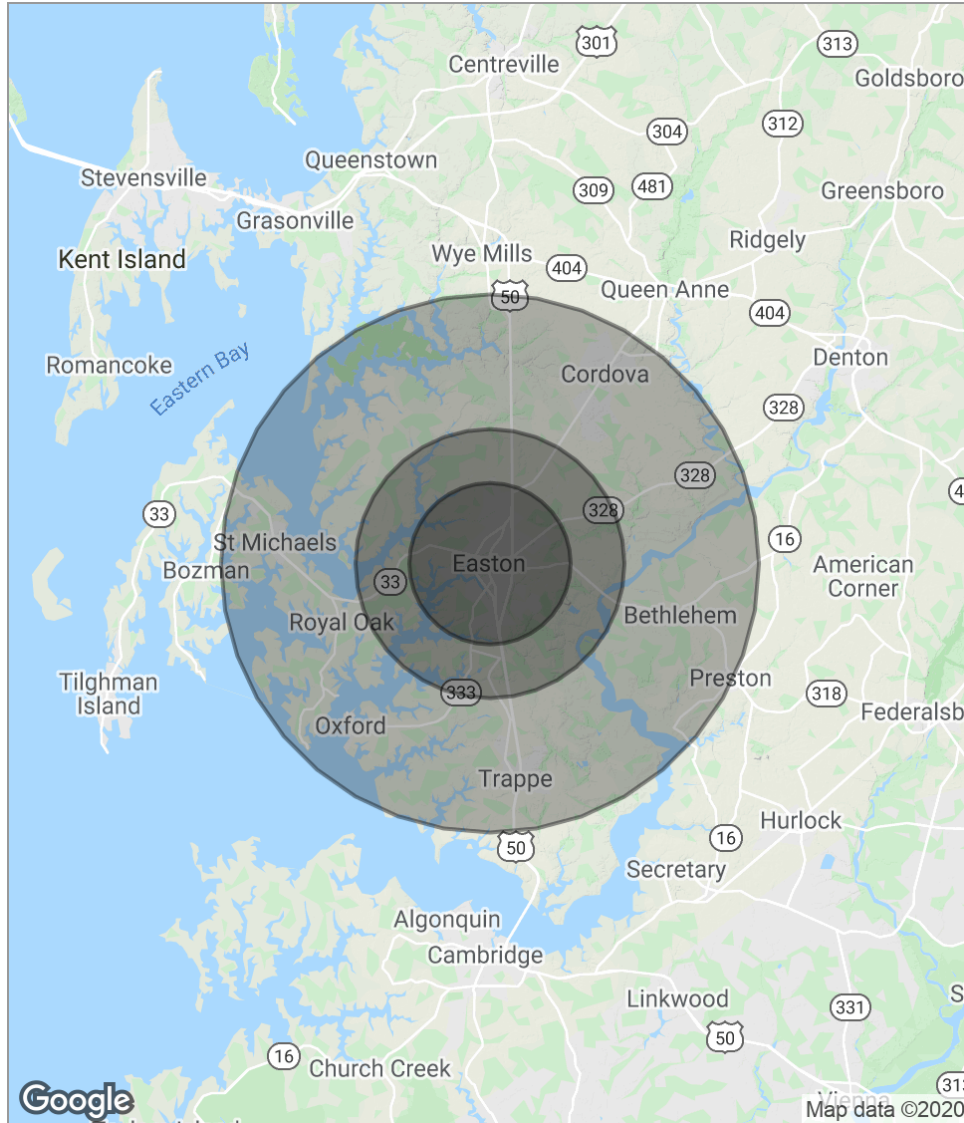 301
313
Centreville
Goldsboro
304
312
Queenstown
Stevensville
309
481
Greensboro
Grasonville
Ridgely
Wye Mills
Kent Island
404
Queen Anne
50
404
Romancoke
Eastern Bay
Denton
Cordova
328
328
33
328
16
St Michaels
Easton
Bozman
33
American
Corner
Royal Oak
Bethlehem
Tilghman
Island
Preston
333
318
Oxford
Federalsb
Trappe
Hurlock
50
16
Secretary
Algonquin
Cambridge
Linkwood
331
50
16
Church Creek
313
Vienna
Google
Map data ©2020